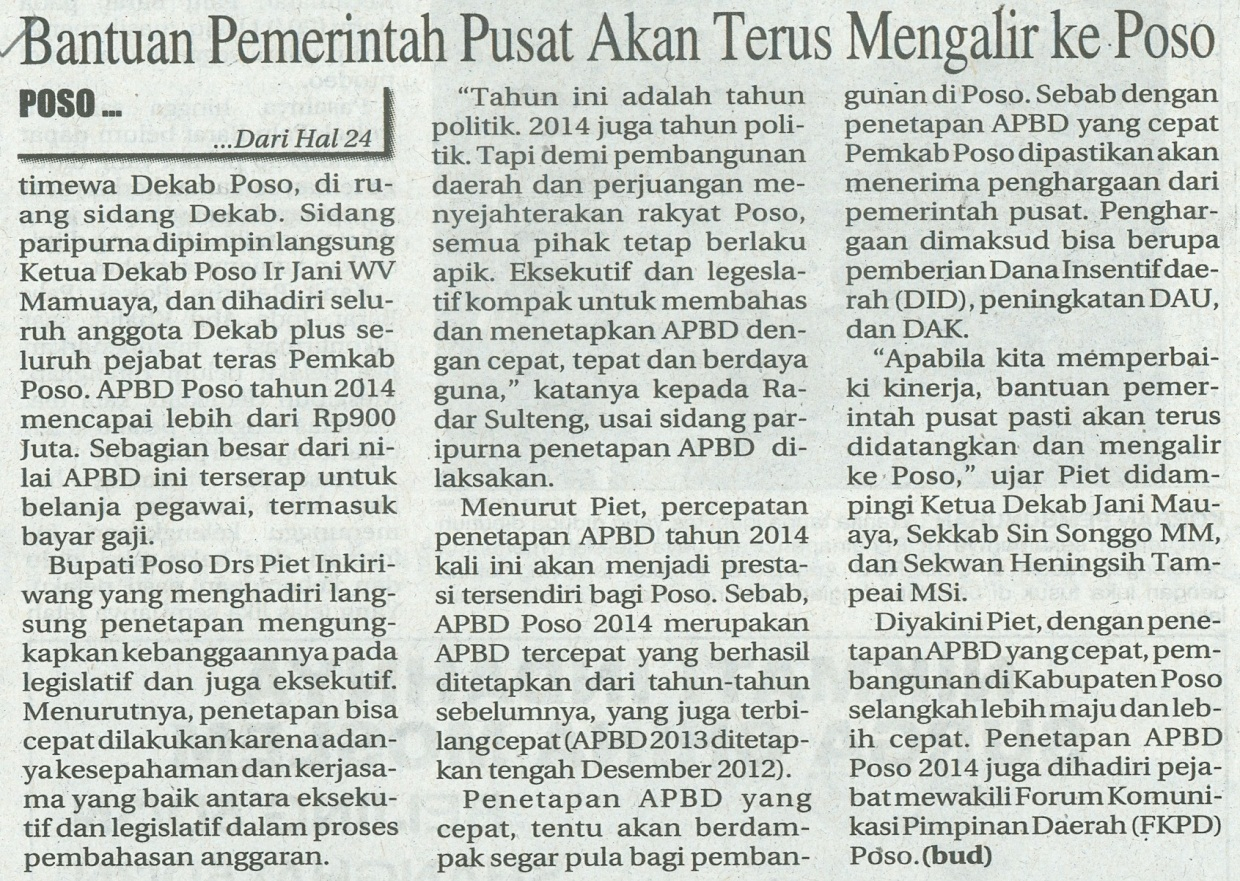 Bantuan Pemerintah Pusat Akan Terus Mengalir ke Poso
POSO ...
...Dari Hal 24
timewa Dekab Poso, di ru-
ang sidang Dekab. Sidang
paripurna dipimpin langsung
Ketua Dekab Poso Ir Jani WV
Mamuaya, dan dihadiri selu-
ruh anggota Dekab plus se-
luruh pejabat teras Pemkab
Poso. APBD Poso tahun 2014
mencapai lebih dari Rp900
Juta. Sebagian besar dari ni-
lai APBD ini terserap untuk
belanja pegawai, termasuk
bayar gaji.
Bupati Poso Drs Piet Inkiri-
wang yang menghadiri lang-
sung penetapan mengung-
kapkan kebanggaannya pada
legislatif dan juga eksekutif.
Menurutnya, penetapan bisa
cepat dilakukan karena adan-
ya kesepahaman dan kerjasa-
ma yang baik antara ekseku-
tif dan legislatif dalam proses
pembahasan anggaran.
“Tahun ini adalah tahun
politik. 2014 juga tahun poli-
tik. Tapi demi pembangunan
daerah dan perjuangan me-
nyejahterakan rakyat Poso,
semua pihak tetap berlaku
apik. Eksekutif dan legesla-
tif kompak untuk membahas
dan menetapkan APBD den-
gan cepat, tepat dan berdaya
guna,” katanya kepada Ra-
dar Sulteng, usai sidang par-
ipurna penetapan APBD di-
laksakan.
Menurut Piet, percepatan
penetapan APBD tahun 2014
kali ini akan menjadi presta-
si tersendiri bagi Poso. Sebab,
APBD Poso 2014 merupakan
APBD tercepat yang berhasil
ditetapkan dari tahun-tahun
sebelumnya, yang juga terbi-
lang cepat (APBD 2013 ditetap-
kan tengah Desember 2012).
Penetapan APBD yang
cepat, tentu akan berdam-
pak segar pula bagi pemban-
gunan di Poso. Sebab dengan
penetapan APBD yang cepat
Pemkab Poso dipastikan akan
menerima penghargaan dari
pemerintah pusat. Penghar-
gaan dimaksud bisa berupa
pemberian Dana Insentif dae-
rah (DID), peningkatan DAU,
dan DAK.
“Apabila kita memperbai-
ki kinerja, bantuan pemer-
intah pusat pasti akan terus
didatangkan dan mengalir
ke Poso,” ujar Piet didam-
pingi Ketua Dekab Jani Mam-
aya, Sekkab Sin Songgo MM,
dan Sekwan Heningsih Tam-
peai MSi.
Diyakini Piet, dengan pene-
tapan APBD yang cepat, pem-
bangunan di Kabupaten Poso
selangkah lebih maju dan leb-
ih cepat. Penetapan APBD
Poso 2014 juga dihadiri peja-
bat mewakili Forum Komuni-
kasi Pimpinan Daerah (FKPD)
Poso.(bud)